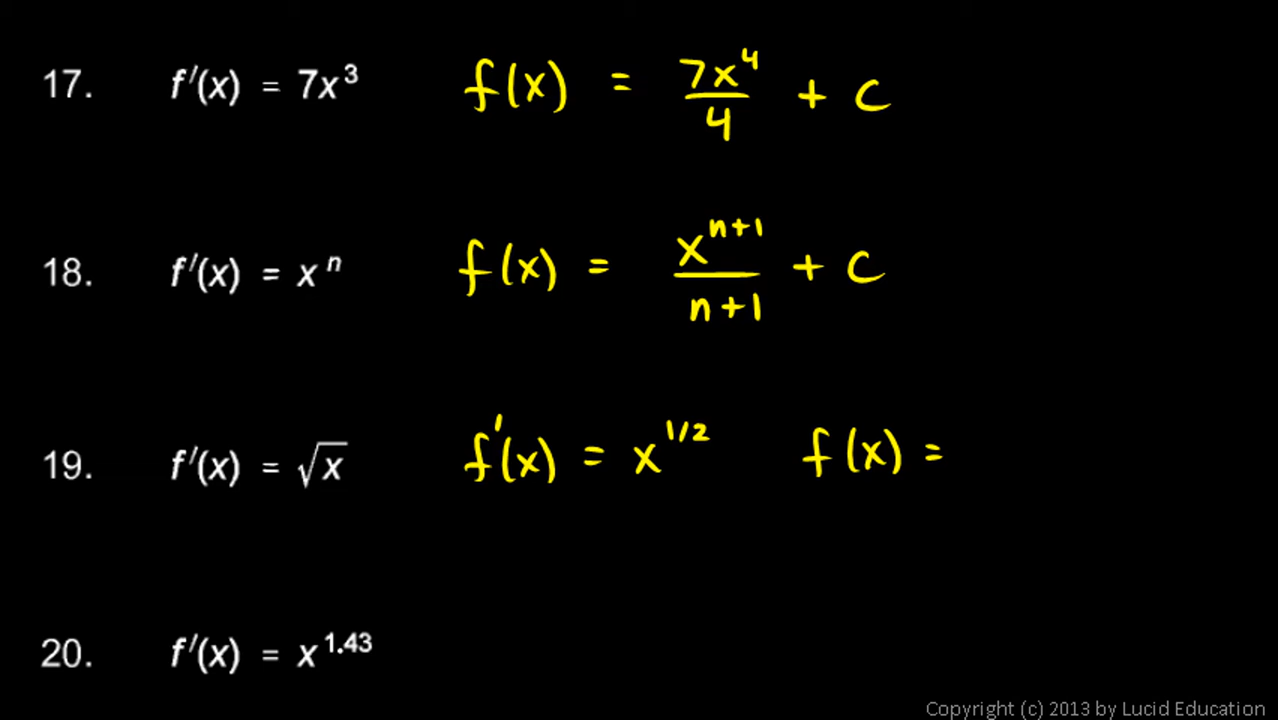 17. f′(x) = 7x³ f(x) = 7x⁴/4 + c
18. f′(x) = xⁿ f(x) = xⁿ⁺¹/n+1 + c
19. f′(x) = √x f′(x) = x^1/2 f(x) =
20. f′(x) = x^1.43
Copyright (c) 2013 by Lucid Education